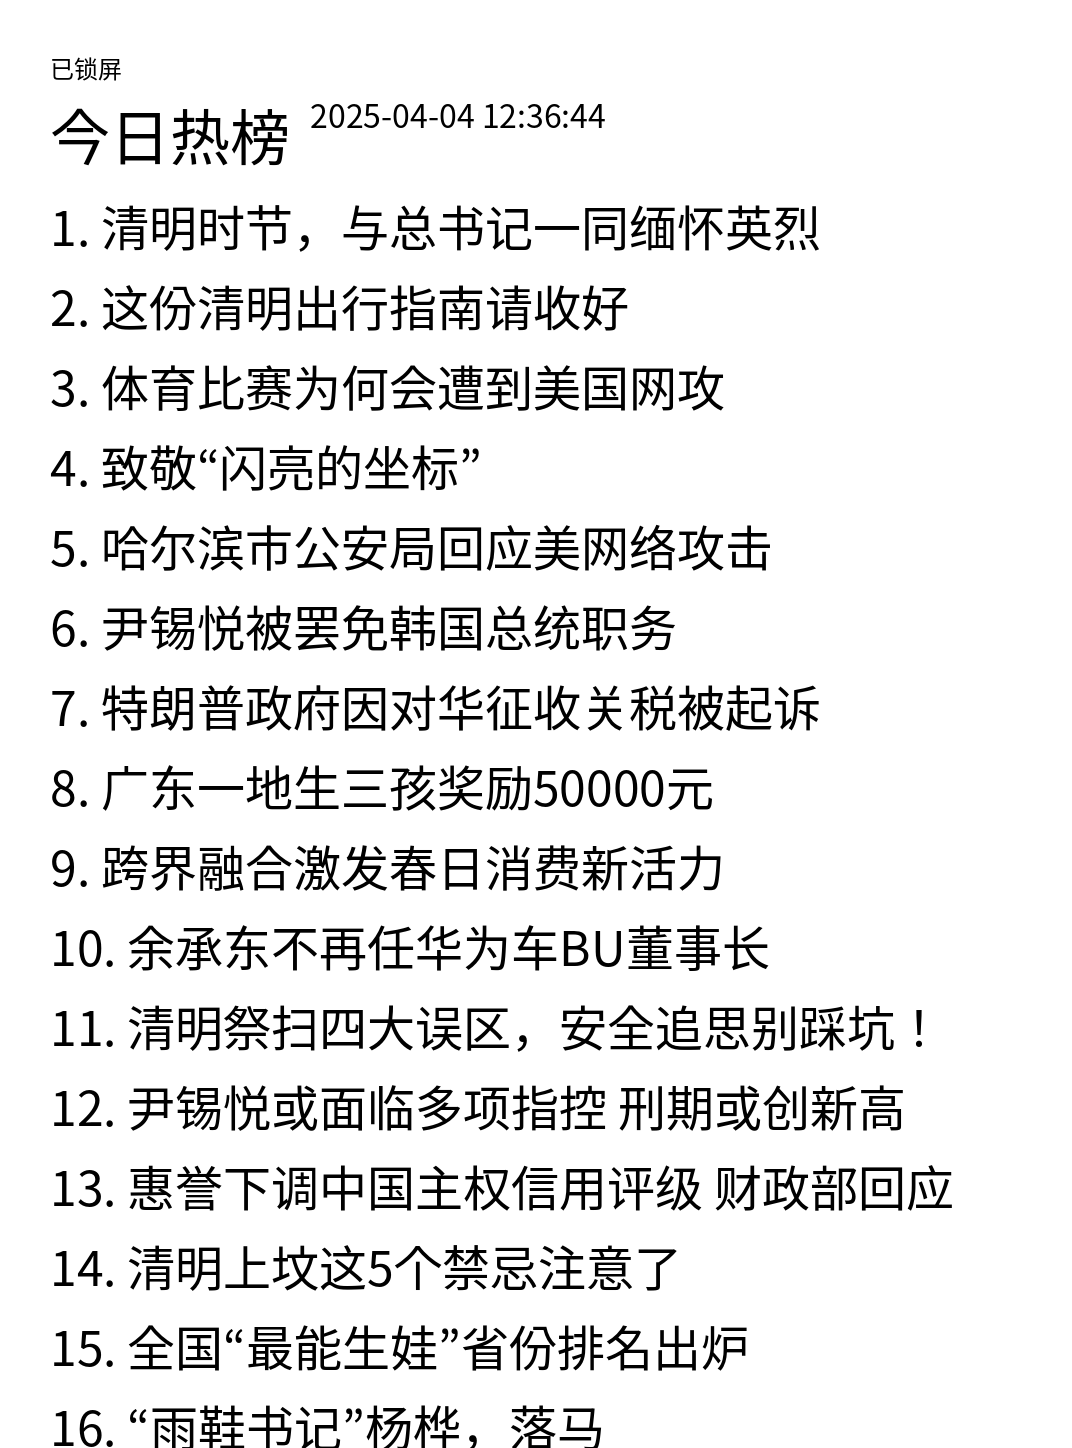 已锁屏
今日热榜 2025-04-04 12:36:44
1. 清明时节，与总书记一同缅怀英烈
2. 这份清明出行指南请收好
3. 体育比赛为何会遭到美国网攻
4. 致敬“闪亮的坐标”
5. 哈尔滨市公安局回应美网络攻击
6. 尹锡悦被罢免韩国总统职务
7. 特朗普政府因对华征收关税被起诉
8. 广东一地生三孩奖励50000元
9. 跨界融合激发春日消费新活力
10. 余承东不再任华为车BU董事长
11. 清明祭扫四大误区，安全追思别踩坑！
12. 尹锡悦或面临多项指控 刑期或创新高
13. 惠誉下调中国主权信用评级 财政部回应
14. 清明上坟这5个禁忌注意了
15. 全国“最能生娃”省份排名出炉
16. “雨鞋书记”杨桦，落马